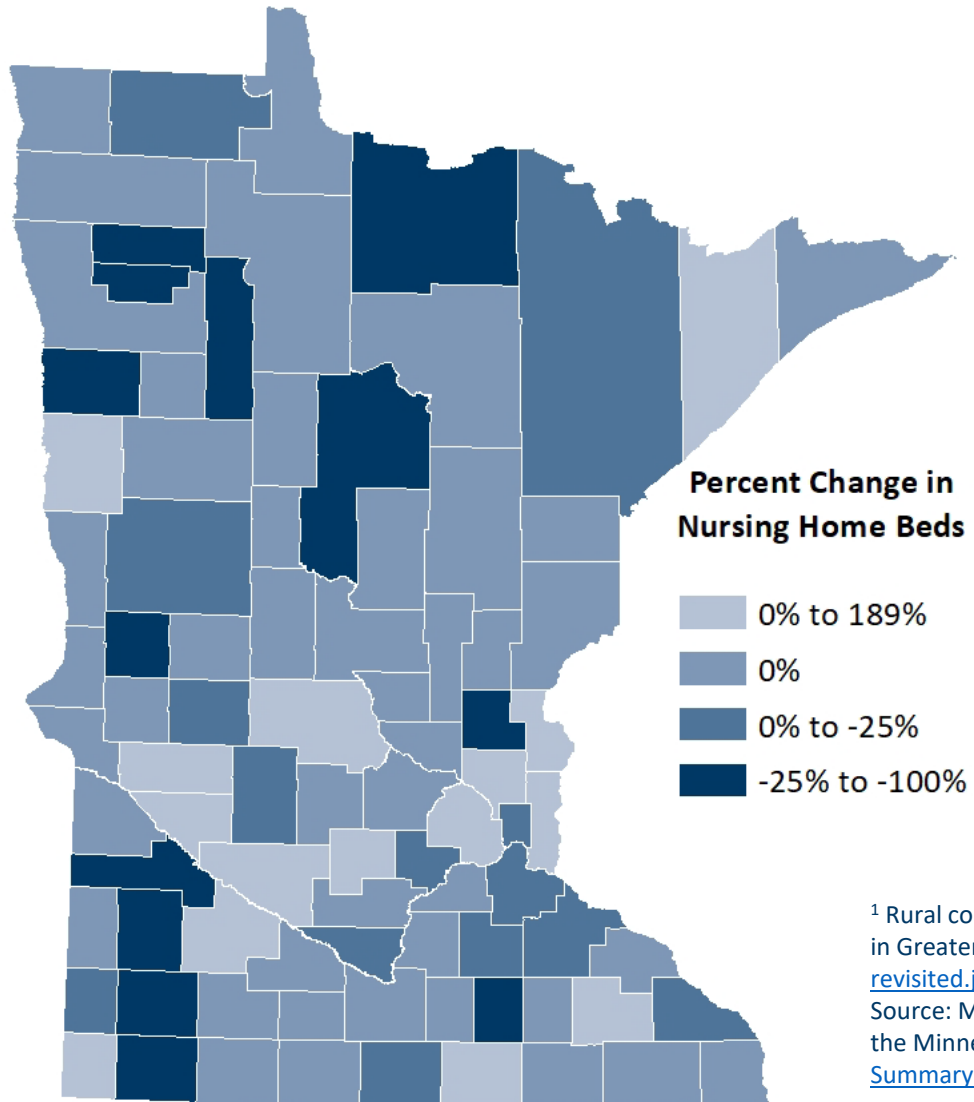 Percent Change in
Nursing Home Beds
0% to 189%
0%
0% to -25%
-25% to -100%
1 Rural co
in Greater
revisited.j
Source: M
the Minne
Summary